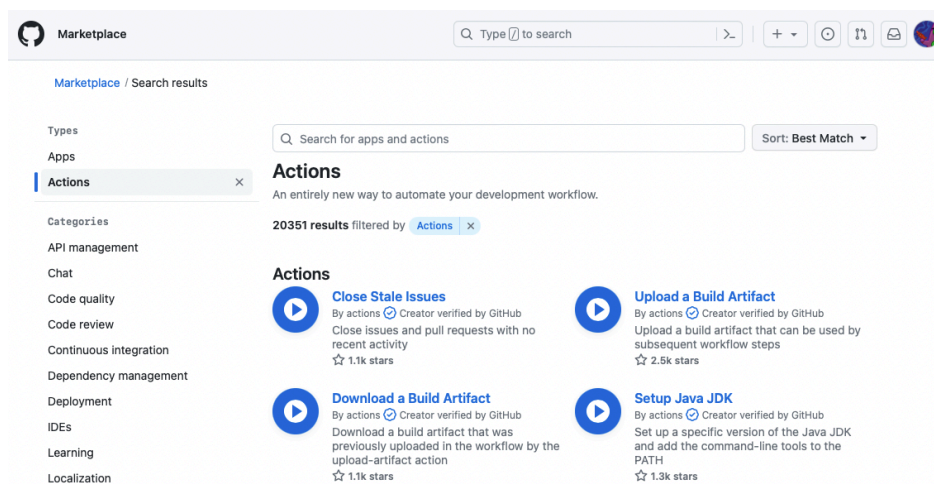 Marketplace
Type / to search
Marketplace / Search results
Types
Apps
Actions
Categories
API management
Chat
Code quality
Code review
Continuous integration
Dependency management
Deployment
IDEs
Learning
Localization
Search for apps and actions
Sort: Best Match
Actions
An entirely new way to automate your development workflow.
20351 results filtered by Actions
Actions
Close Stale Issues
By actions Creator verified by GitHub
Close issues and pull requests with no
recent activity
1.1k stars
Upload a Build Artifact
By actions Creator verified by GitHub
Upload a build artifact that can be used by
subsequent workflow steps
2.5k stars
Download a Build Artifact
By actions Creator verified by GitHub
Download a build artifact that was
previously uploaded in the workflow by the
upload-artifact action
1.1k stars
Setup Java JDK
By actions Creator verified by GitHub
Set up a specific version of the Java JDK
and add the command-line tools to the
PATH
1.3k stars